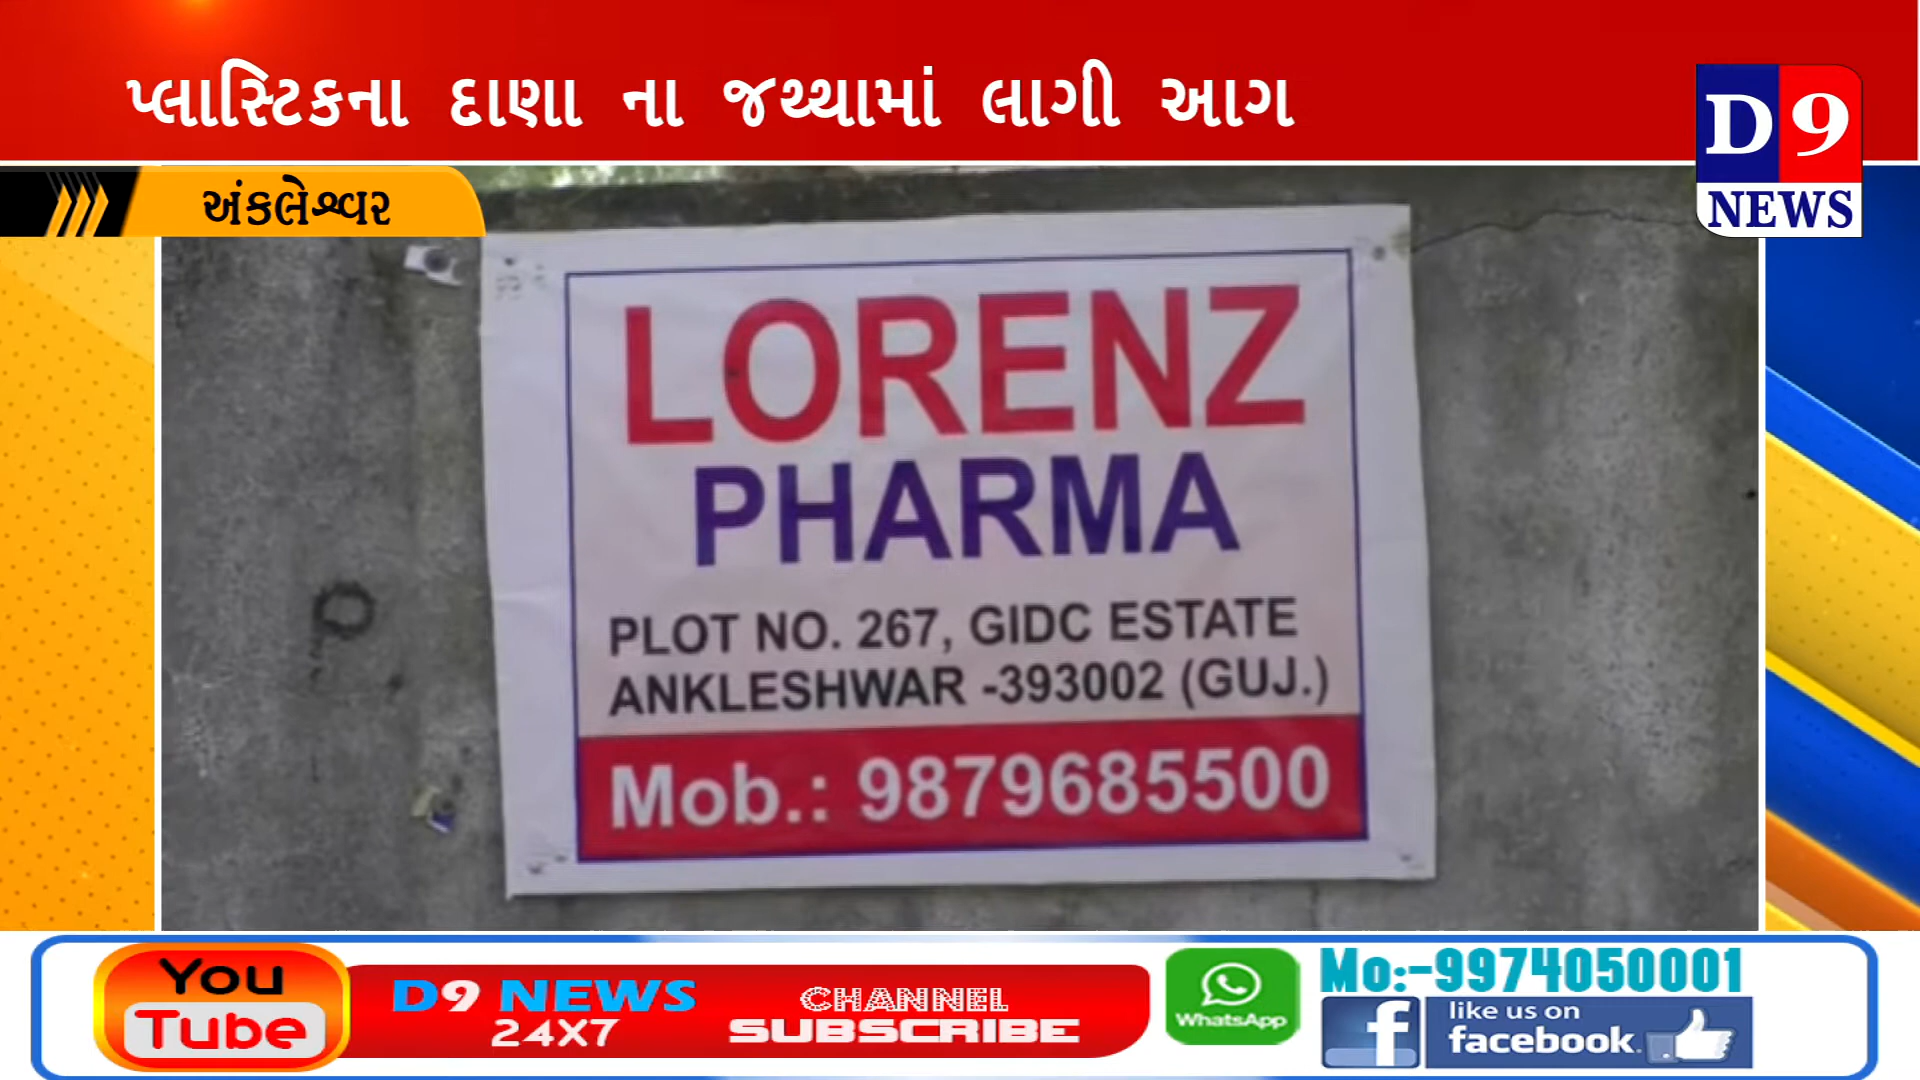 પ્લાસ્ટિકના દાણા ના જથ્થામાં લાગી આગ
D9
NEWS
અંકલેશ્વર
LORENZ
PHARMA
PLOT NO. 267, GIDC ESTATE
ANKLESHWAR -393002 (GUJ.)
Mob.: 9879685500
You
Tube
D9 NEWS
24X7
CHANNEL
SUBSCRIBE
WhatsApp
Mo:-9974050001
f
like us on
facebook.